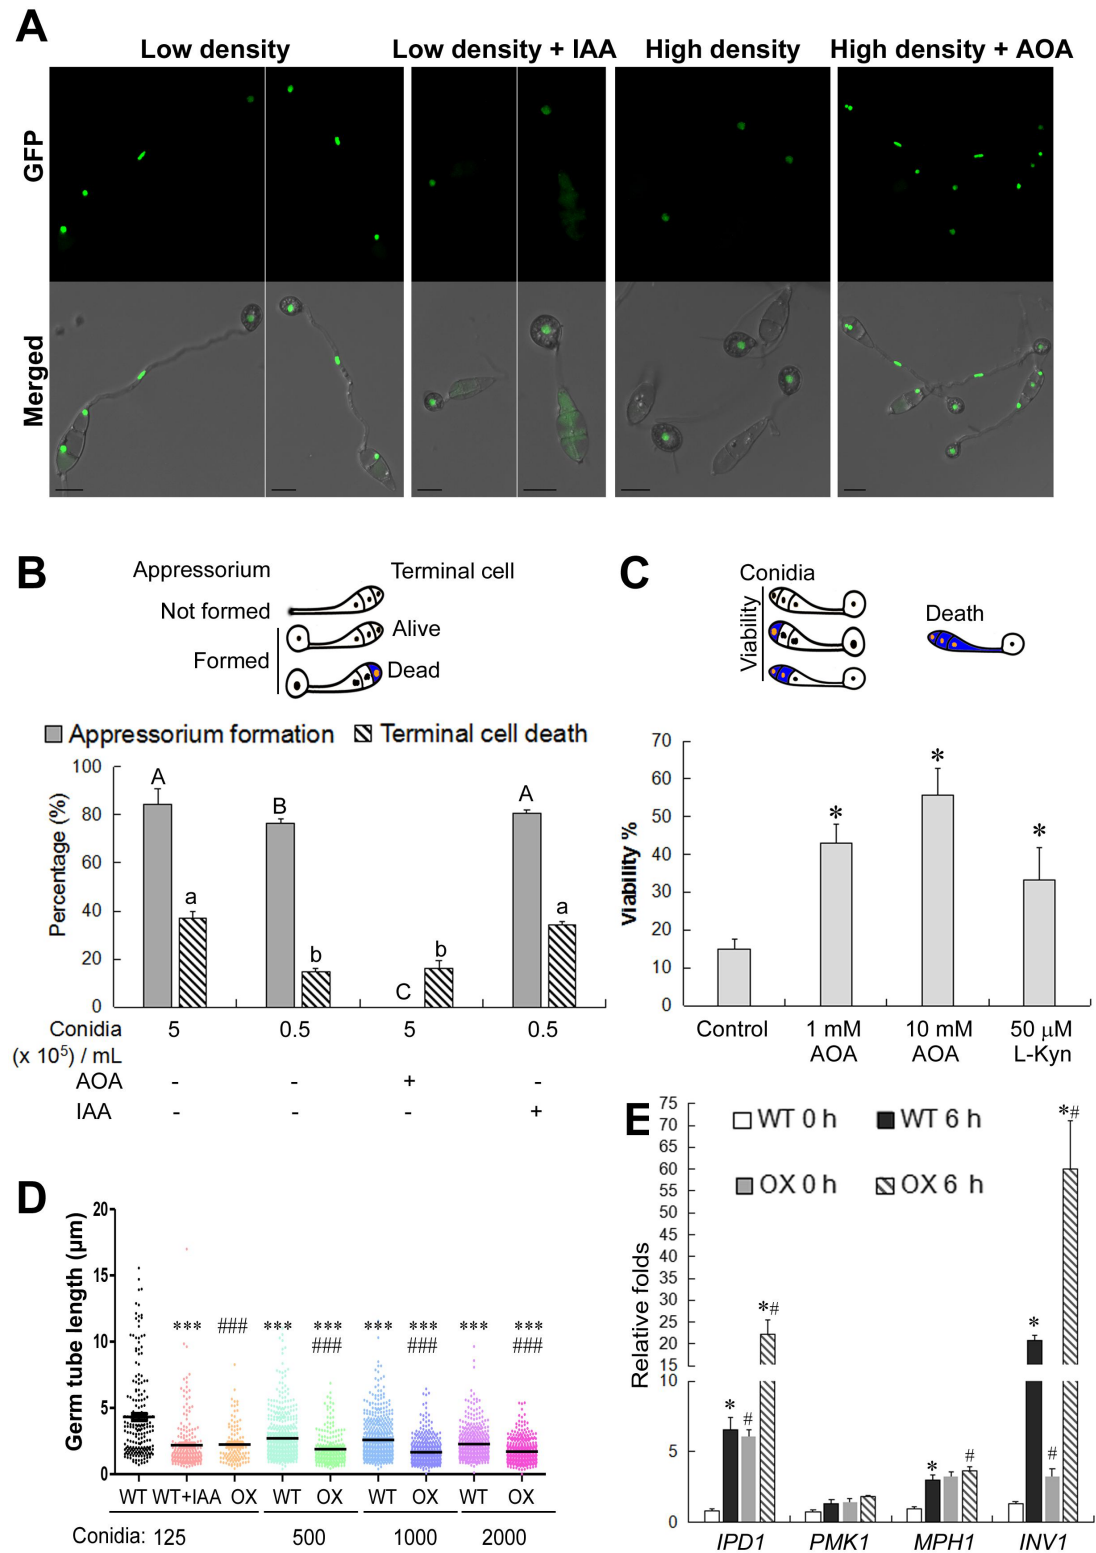 A
Low density
Low density + IAA
High density
High density + AOA
GFP
Merged
B
Appressorium
Terminal cell
Not formed
Alive
Formed
Dead
Appressorium formation
Terminal cell death
Percentage (%)
100
80
60
40
20
0
A
a
B
b
C
b
A
a
Conidia
(x 10⁵) / mL
5
0.5
5
0.5
AOA
-
-
+
-
IAA
-
-
-
+
C
Conidia
Viability
Death
Viability %
70
60
50
40
30
20
10
0
*
*
*
Control
1 mM
AOA
10 mM
AOA
50 μM
L-Kyn
D
Germ tube length (μm)
20
15
10
5
0
***
###
***
***
###
***
***
###
***
***
###
WT
WT+IAA
OX
WT
OX
WT
OX
WT
OX
Conidia: 125
500
1000
2000
E
WT 0 h
WT 6 h
OX 0 h
OX 6 h
Relative folds
75
70
65
60
55
50
45
40
35
30
25
20
15
10
5
0
*
#
*#
*
#
*
#
*#
IPD1
PMK1
MPH1
INV1